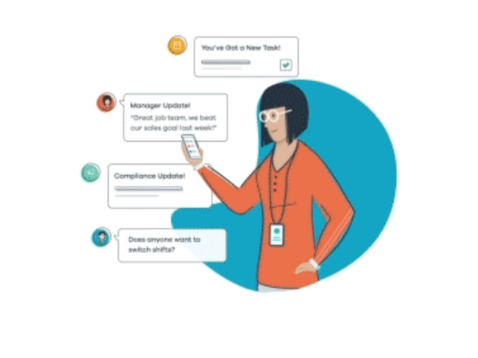 You've Got a New Task!
Manager Update!
"Great job team, we beat
our sales goal last week!"
Compliance Update!
Does anyone want to
switch shifts?